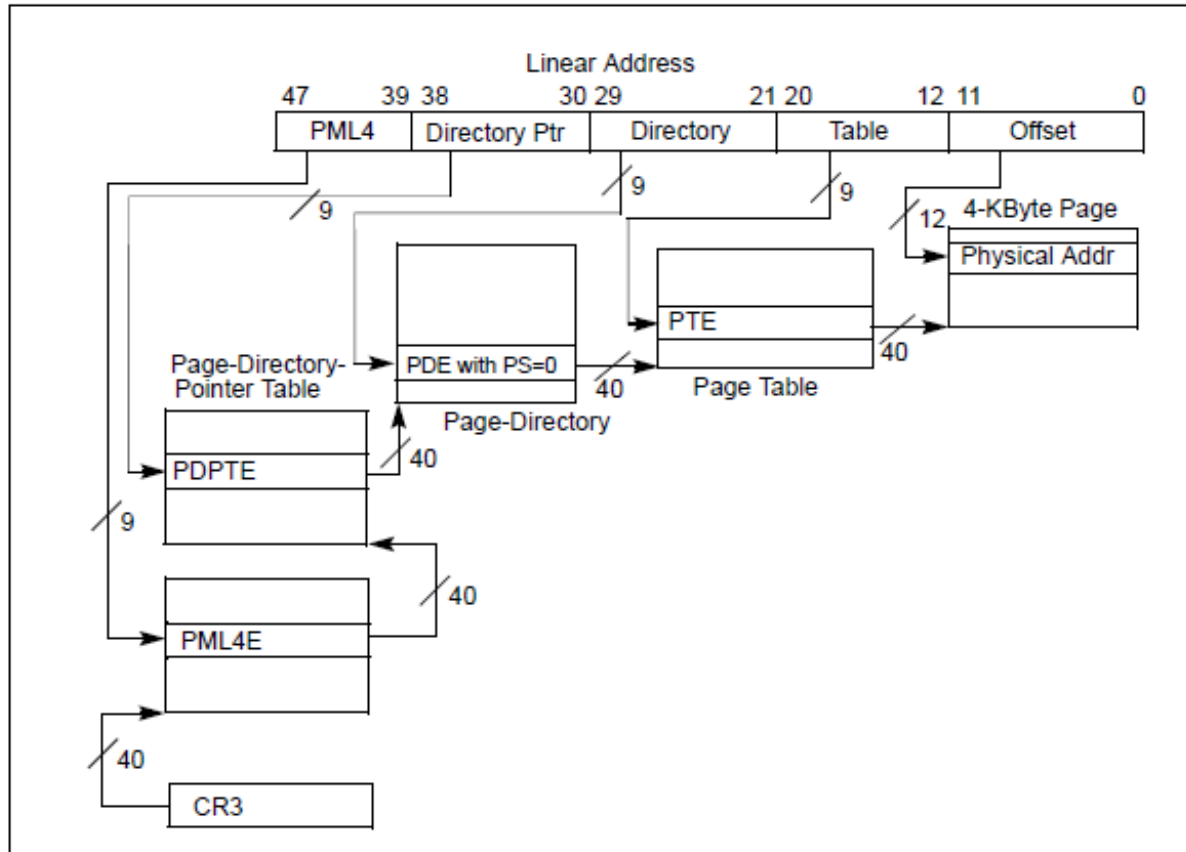 Linear Address
47 39 38 30 29 21 20 12 11 0
PML4 Directory Ptr Directory Table Offset
9 9 9
4-KByte Page
12
Physical Addr
PTE
40
Page-Directory-
Pointer Table
PDE with PS=0
40
Page Table
Page-Directory
40
PDPTE
9
40
PML4E
40
CR3